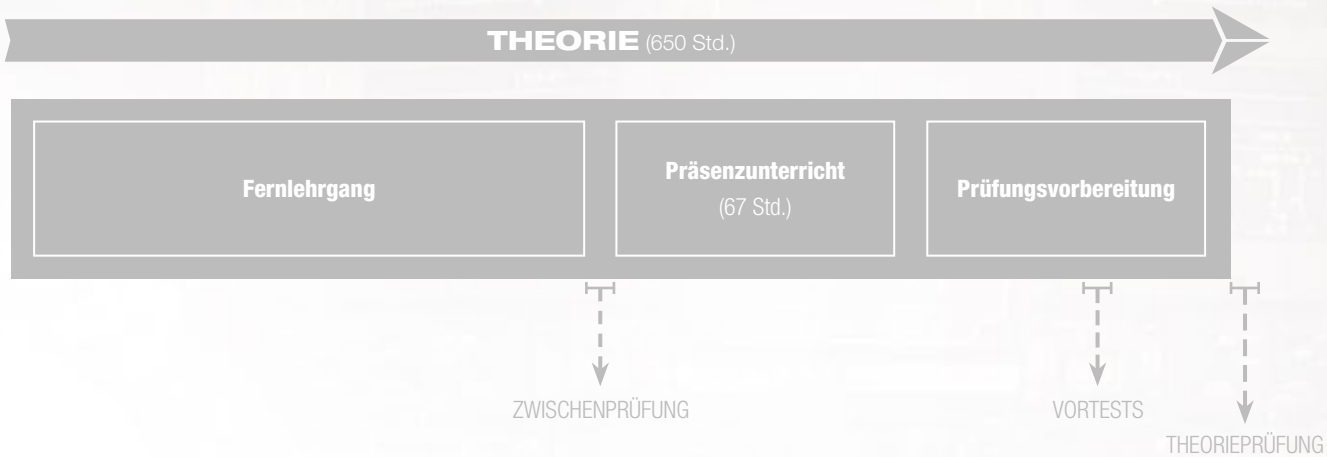 THEORIE (650 Std.)
Fernlehrgang
Präsenzunterricht
(67 Std.)
Prüfungsvorbereitung
ZWISCHENPRÜFUNG
VORTESTS
THEORIEPRÜFUNG